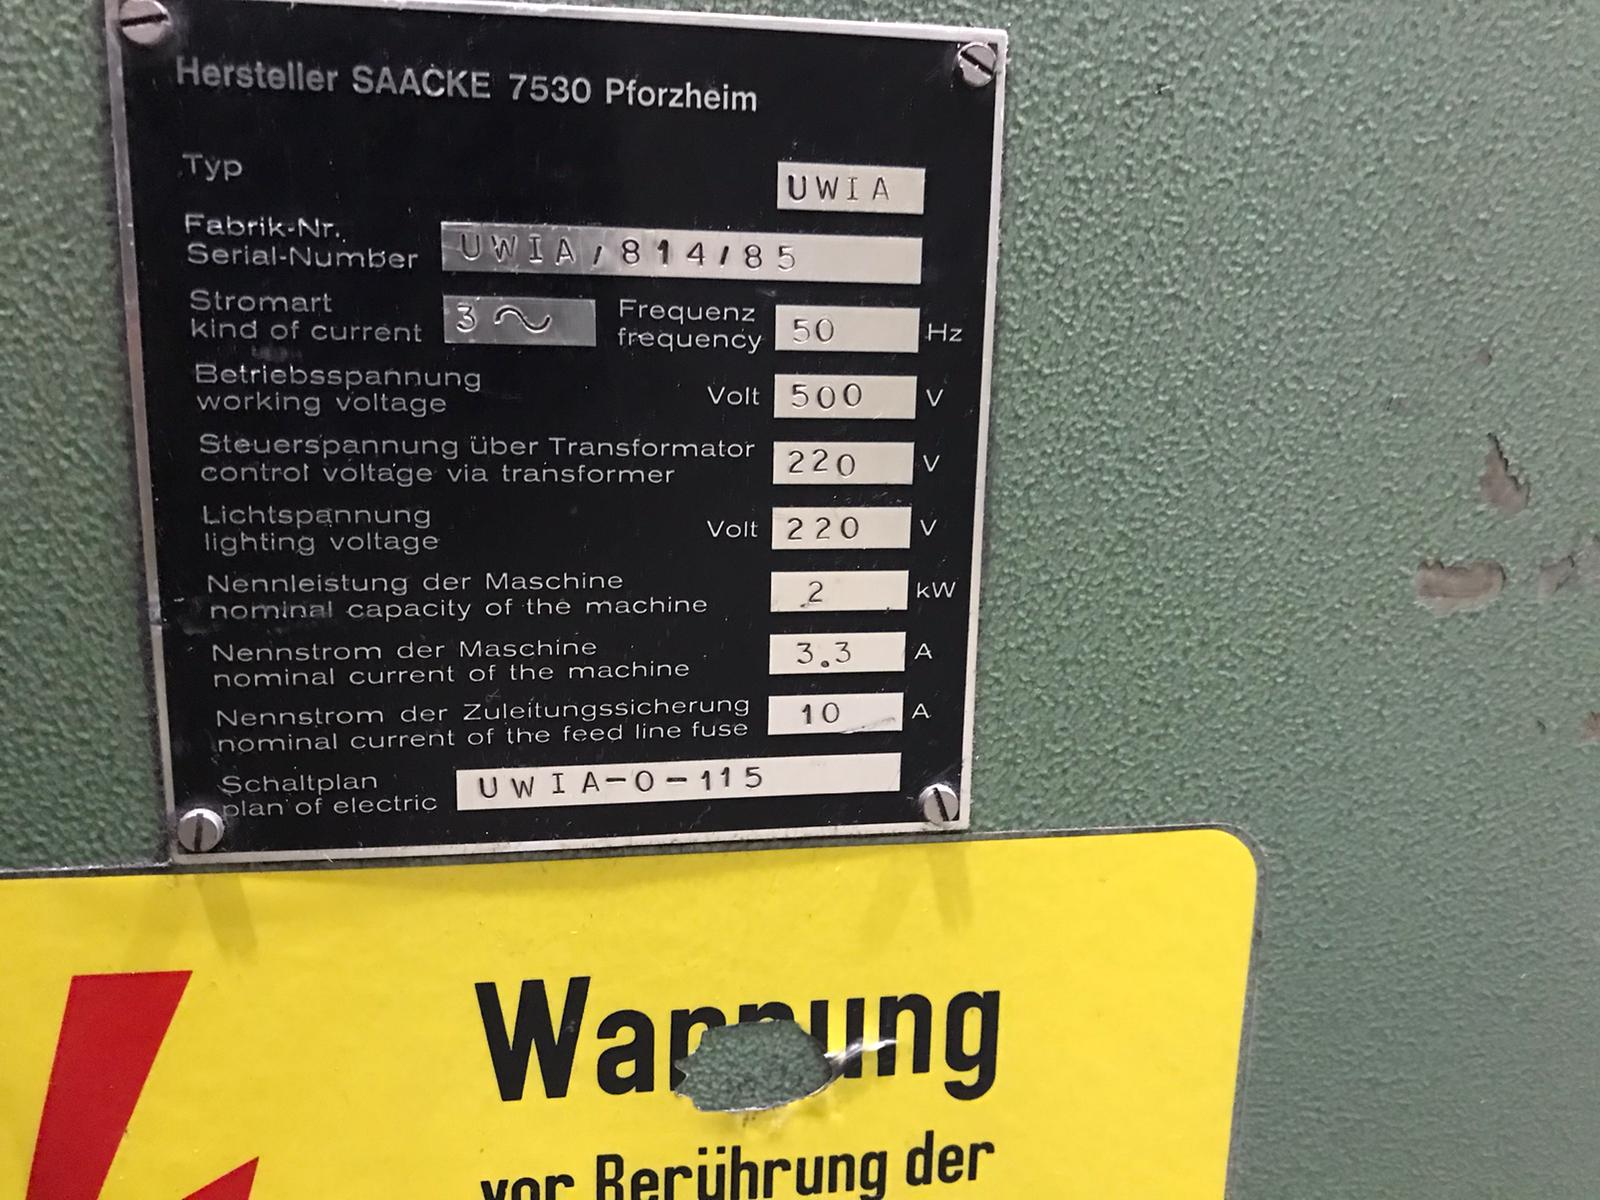 Hersteller SAACKE 7530 Pforzheim
Typ UWIA
Fabrik-Nr.
Serial-Number UWIA/814/85
Stromart
kind of current 3 ~ Frequenz
frequency 50 Hz
Betriebsspannung
working voltage Volt 500 V
Steuerspannung über Transformator
control voltage via transformer 220 V
Lichtspannung
lighting voltage Volt 220 V
Nennleistung der Maschine
nominal capacity of the machine 2 kW
Nennstrom der Maschine
nominal current of the machine 3.3 A
Nennstrom der Zuleitungssicherung
nominal current of the feed line fuse 10 A
Schaltplan
plan of electric UWIA-0-115
Warnung
vor Berührung der